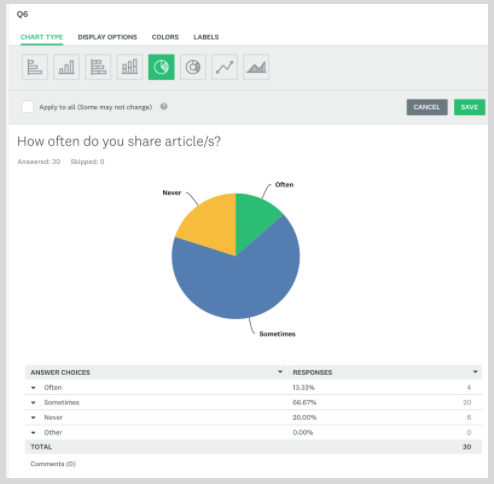 Q6
CHART TYPE DISPLAY OPTIONS COLORS LABELS
Apply to all (Some may not change)
CANCEL SAVE
How often do you share article/s?
Answered: 30 Skipped: 0
Often
Never
Sometimes
ANSWER CHOICES RESPONSES
Often 13.33% 4
Sometimes 66.67% 20
Never 20.00% 6
Other 0.00% 0
TOTAL 30
Comments (0)